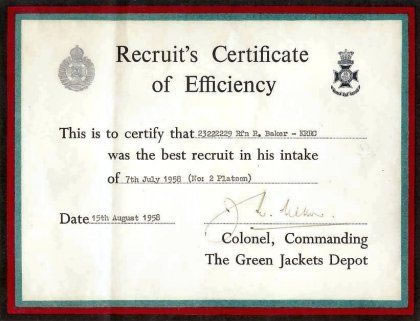 Recruit's Certificate
of Efficiency
This is to certify that 23222229 Rf'n R. Baker - KRRC
was the best recruit in his intake
of 7th July 1958 (No: 2 Platoon)
Date 15th August 1958
Colonel, Commanding
The Green Jackets Depot